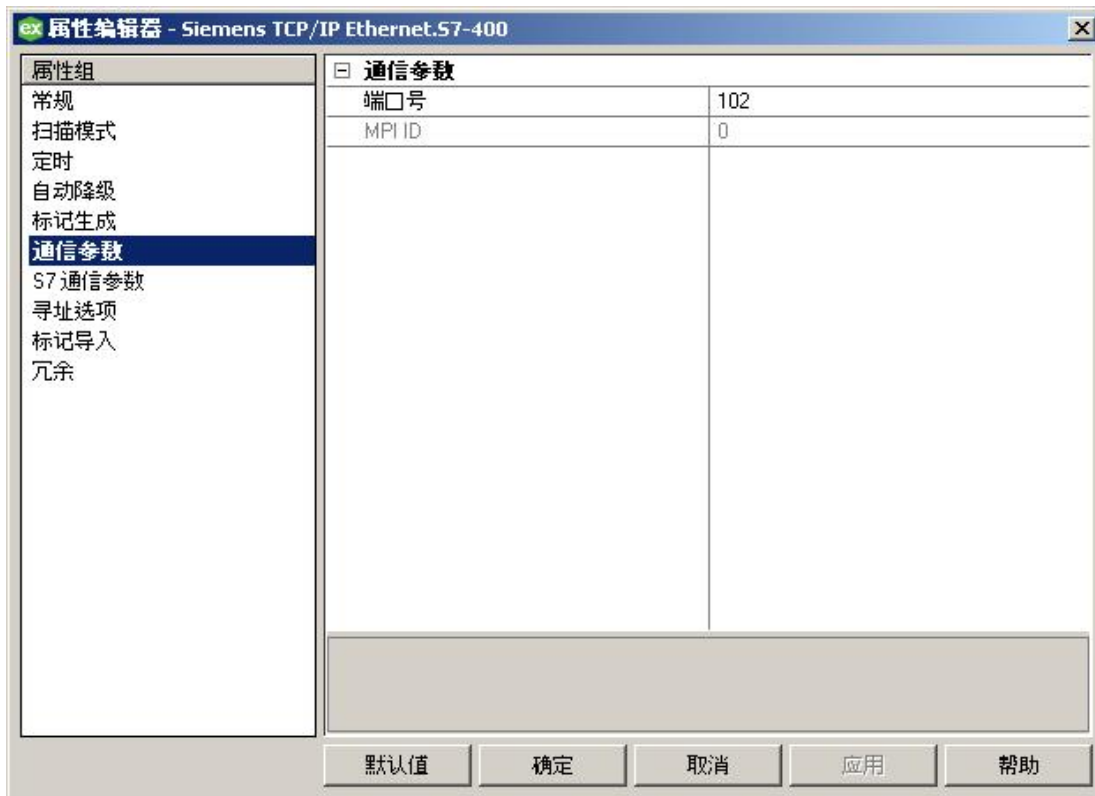 ex 属性编辑器 - Siemens TCP/IP Ethernet.S7-400
属性组
常规
扫描模式
定时
自动降级
标记生成
通信参数
S7 通信参数
寻址选项
标记导入
冗余
通信参数
端口号 102
MPI ID 0
默认值 确定 取消 应用 帮助